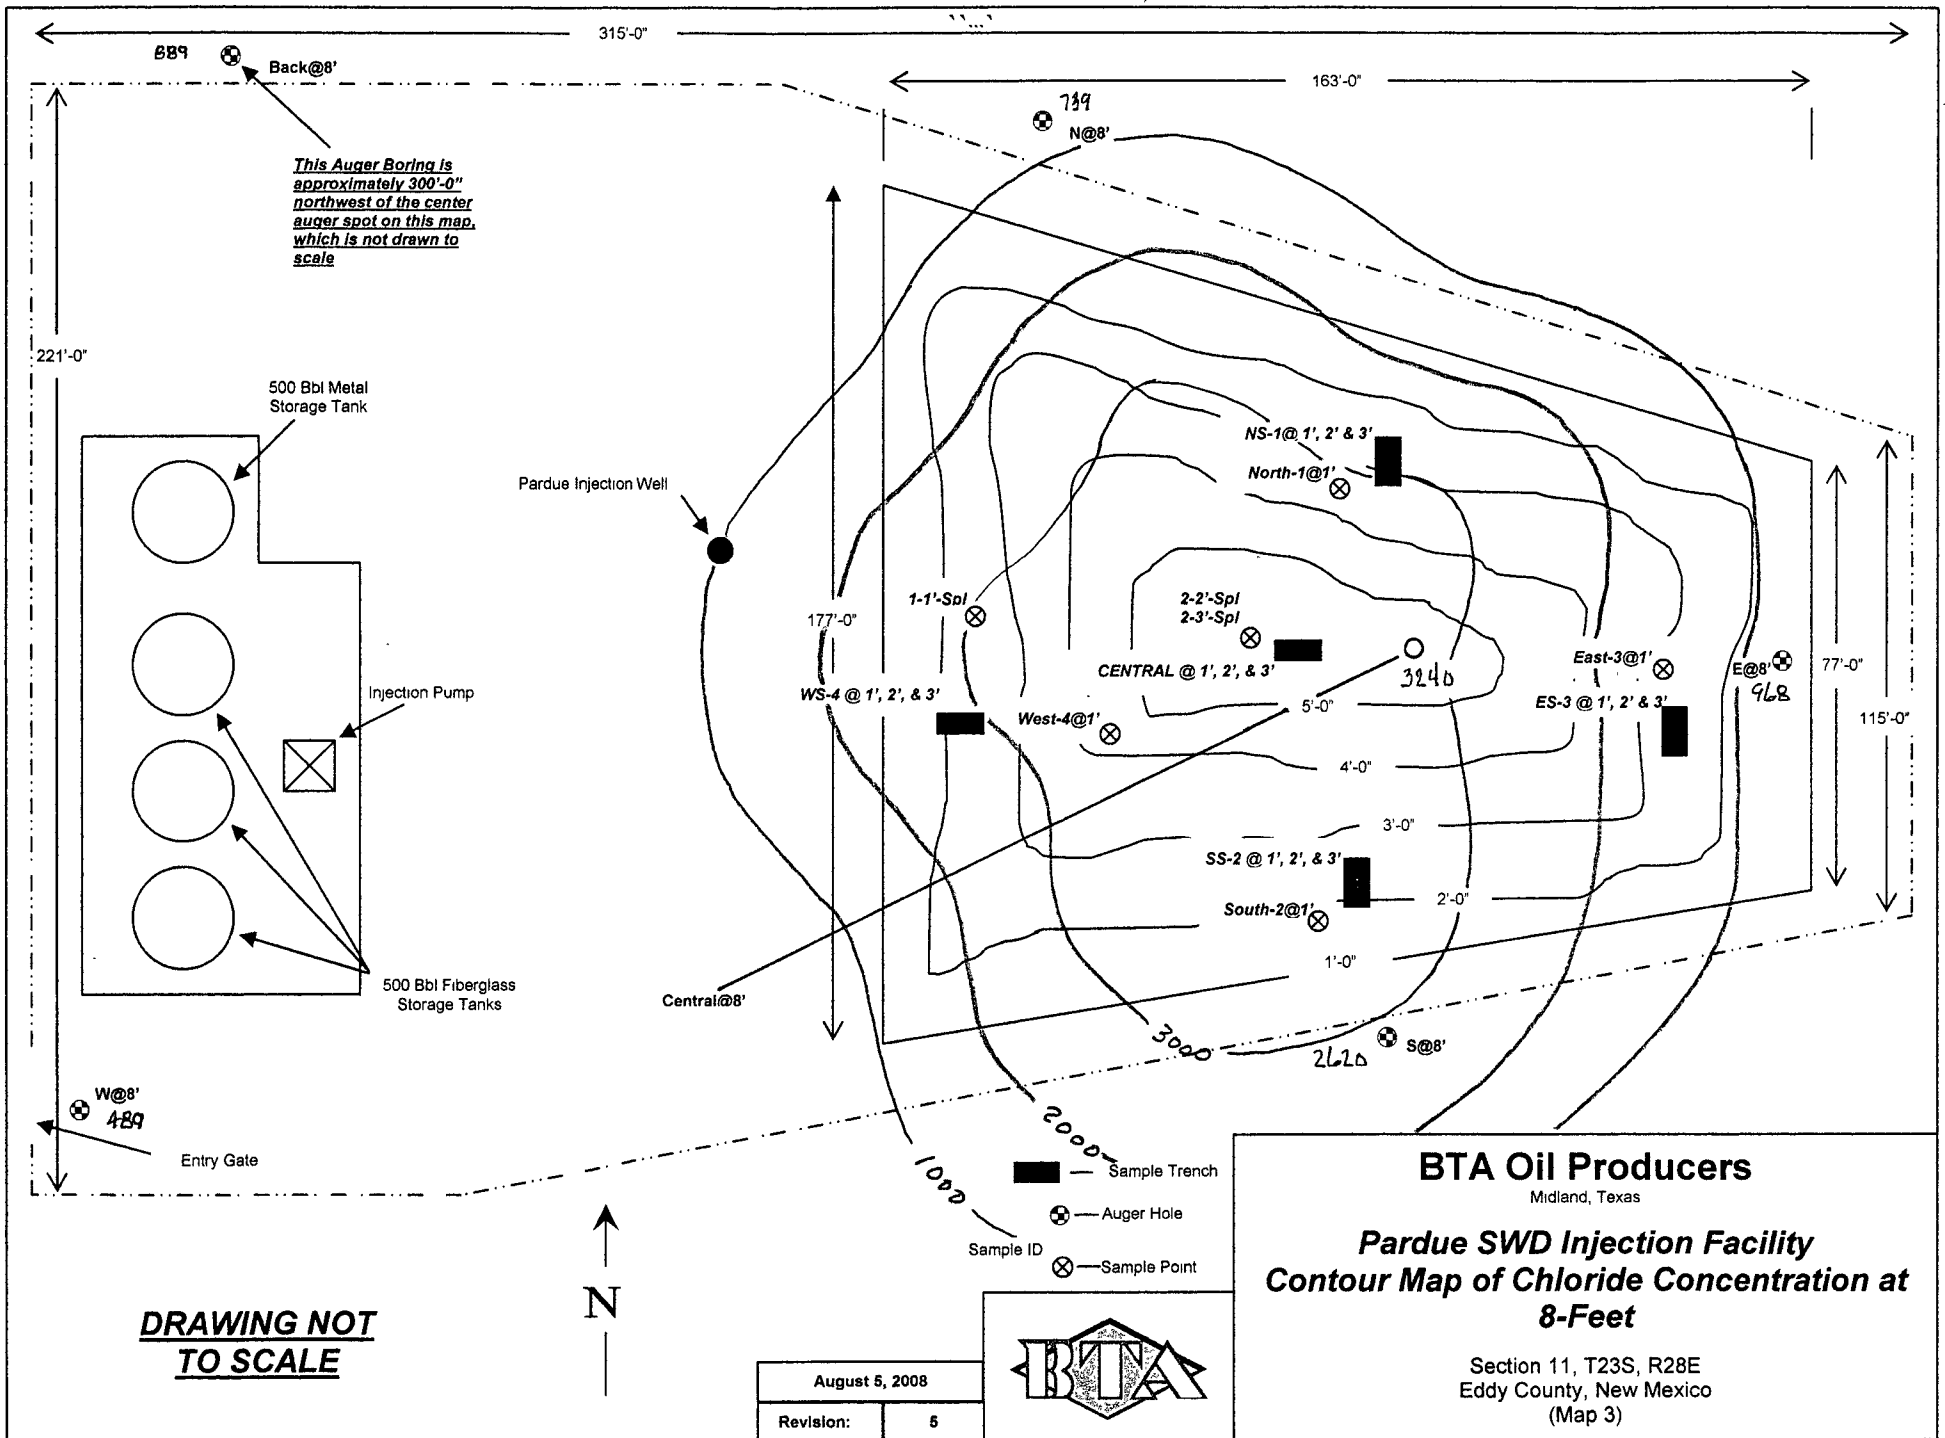 315'-0"
889
Back@8'
163'-0"
739
N@8'
This Auger Boring is
approximately 300'-0"
northwest of the center
auger spot on this map,
which is not drawn to
scale
221'-0"
500 Bbl Metal
Storage Tank
NS-1@ 1', 2' & 3'
North-1@1'
Pardue Injection Well
1-1'-Spl
2-2'-Spl
2-3'-Spl
177'-0"
CENTRAL @ 1', 2', & 3'
3240
East-3@1'
E@8'
968
77'-0"
Injection Pump
WS-4 @ 1', 2', & 3'
West-4@1'
5'-0"
ES-3 @ 1', 2' & 3'
115'-0"
4'-0"
3'-0"
SS-2 @ 1', 2', & 3'
2'-0"
South-2@1'
1'-0"
500 Bbl Fiberglass
Storage Tanks
Central@8'
3000
2620
S@8'
W@8'
489
Entry Gate
2000
1000
Sample Trench
Auger Hole
Sample ID
Sample Point
N
DRAWING NOT
TO SCALE
August 5, 2008
Revision: 5
BTA
BTA Oil Producers
Midland, Texas
Pardue SWD Injection Facility
Contour Map of Chloride Concentration at
8-Feet
Section 11, T23S, R28E
Eddy County, New Mexico
(Map 3)